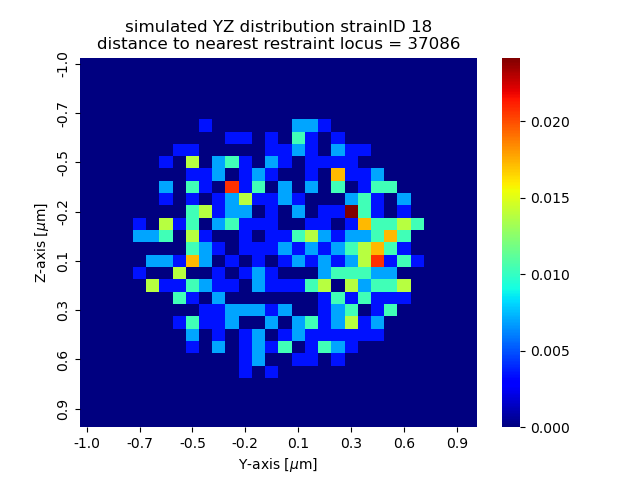 simulated YZ distribution strainID 18
distance to nearest restraint locus = 37086
Z-axis [μm]
-1.0
-0.7
-0.5
-0.2
0.1
0.3
0.6
0.9
-1.0 -0.7 -0.5 -0.2 0.1 0.3 0.6 0.9
Y-axis [μm]
0.020
0.015
0.010
0.005
0.000